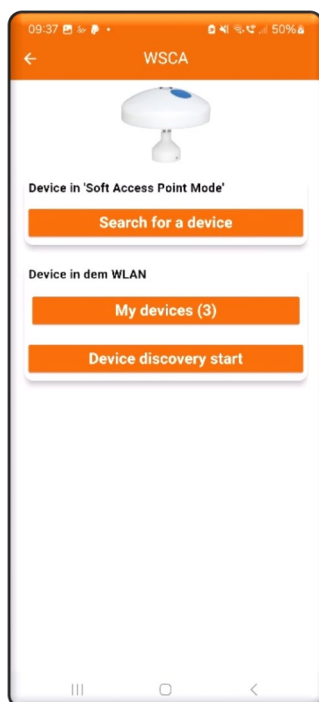 09:37
50%
WSCA
Device in 'Soft Access Point Mode'
Search for a device
Device in dem WLAN
My devices (3)
Device discovery start